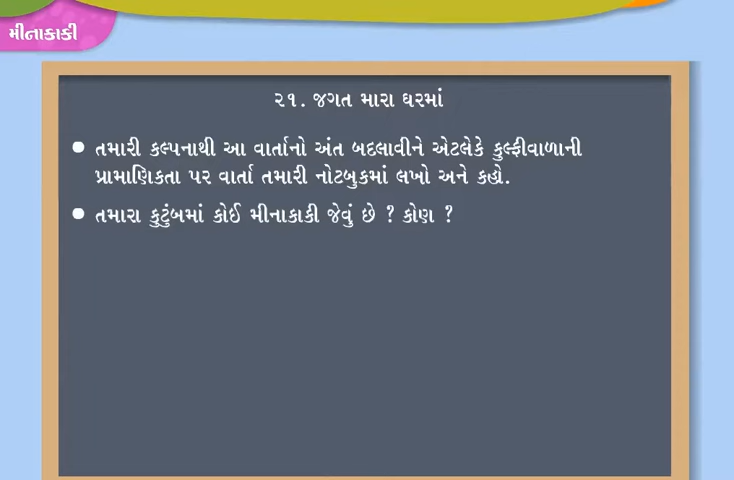 મીનાકાકી
૨૧. જગત મારા ઘરમાં
● તમારી કલ્પનાથી આ વાર્તાનો અંત બદલાવીને એટલેકે કુલ્ફીવાળાની
પ્રામાણિકતા પર વાર્તા તમારી નોટબુકમાં લખો અને કહો.
● તમારા કુટુંબમાં કોઈ મીનાકાકી જેવું છે ? કોણ ?